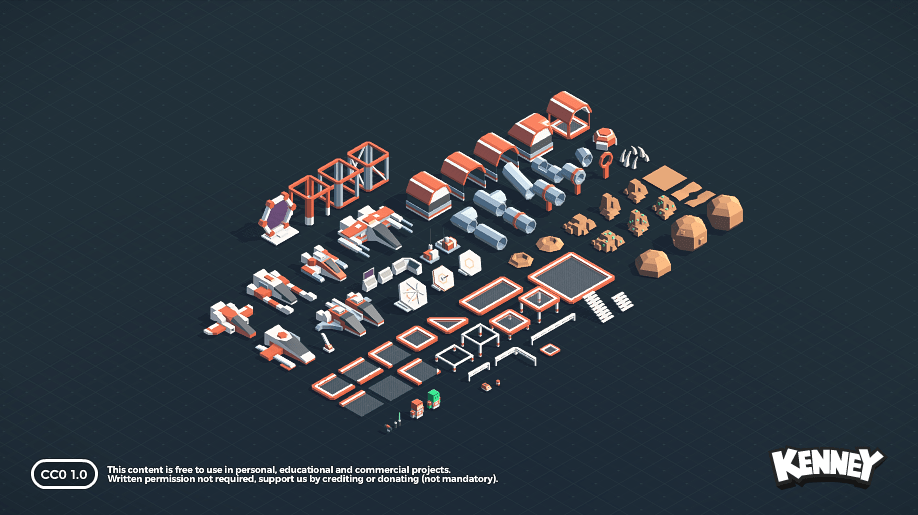 CC0 1.0
This content is free to use in personal, educational and commercial projects.
Written permission not required, support us by crediting or donating (not mandatory).
KENNEY